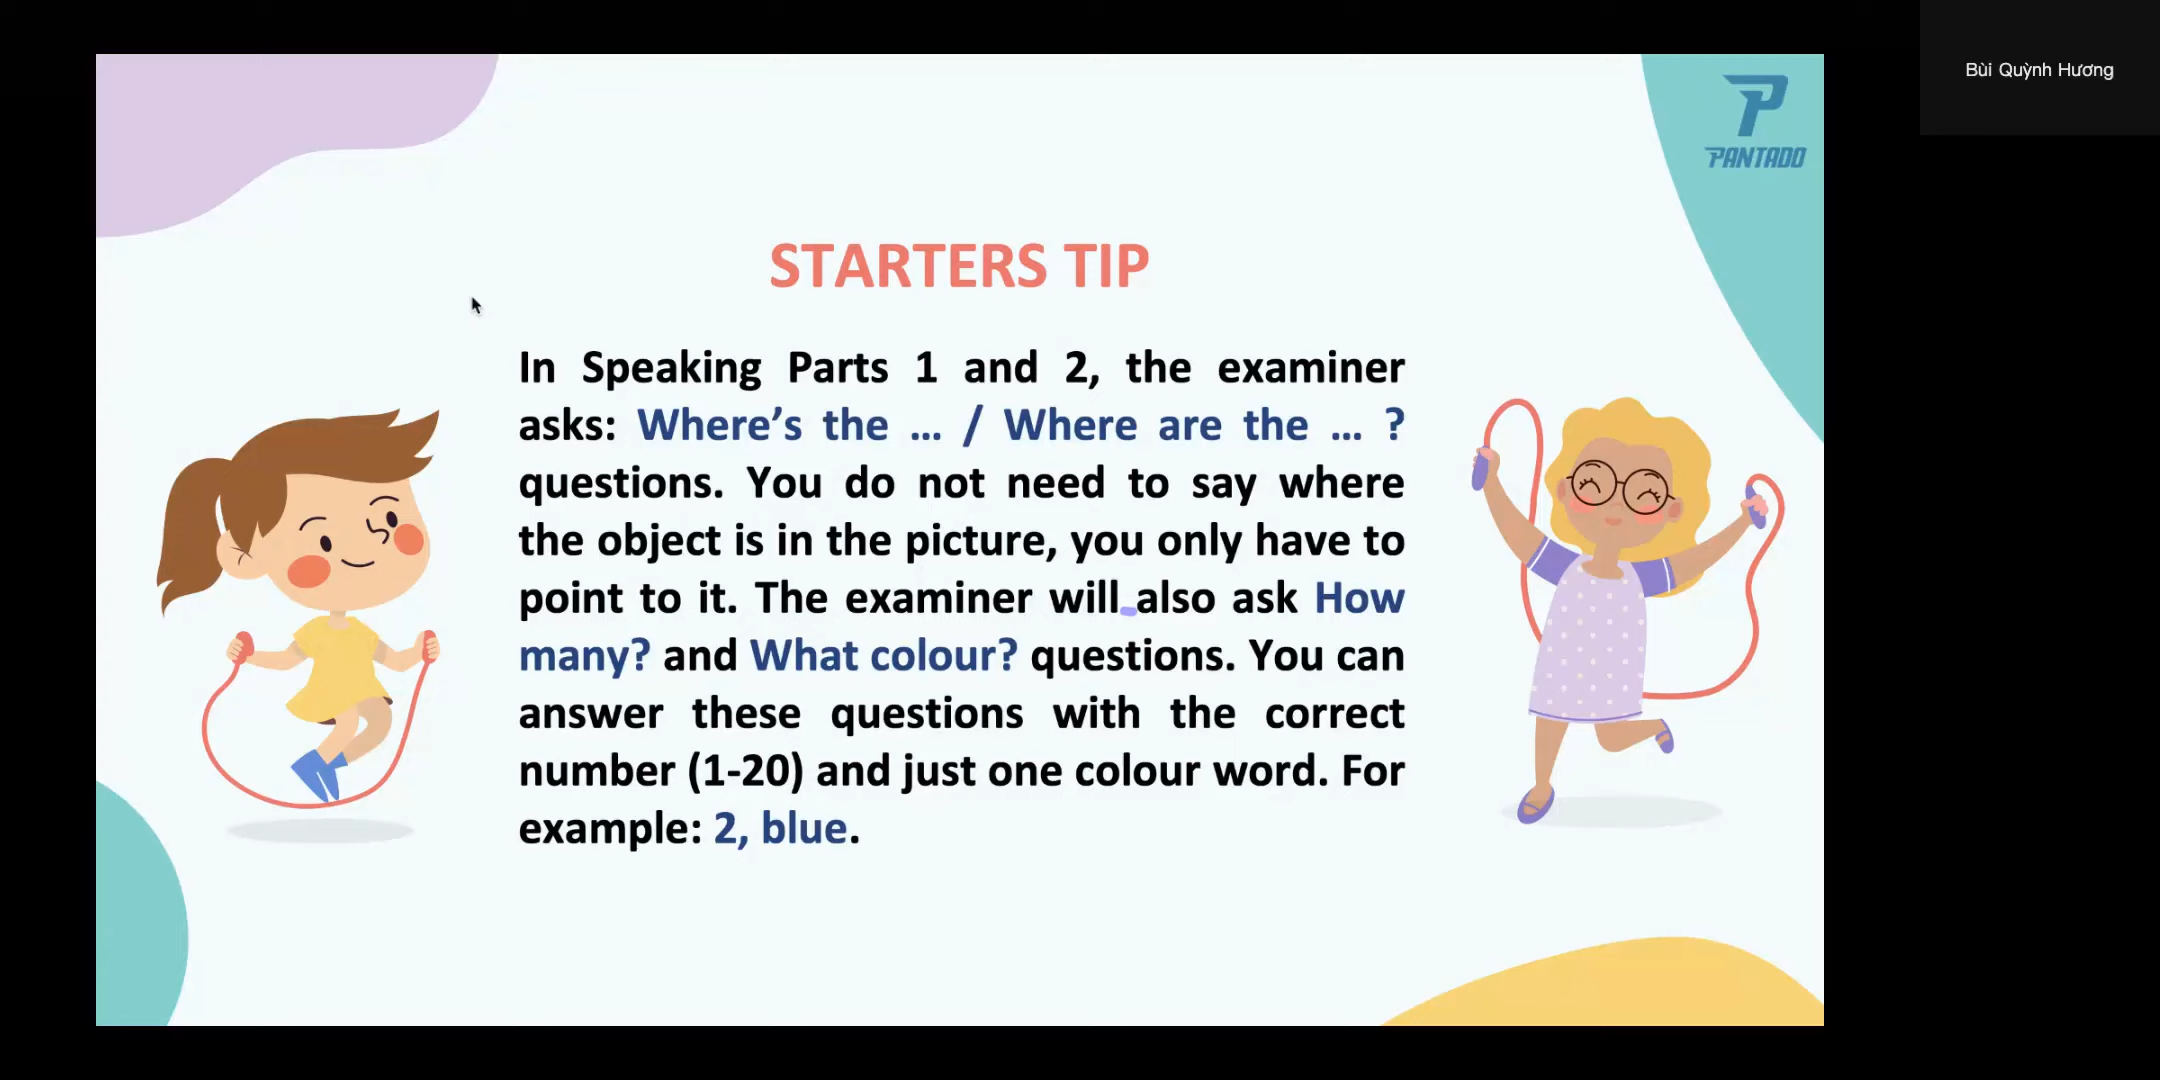 Bùi Quỳnh Hương
PANTADO
STARTERS TIP
In Speaking Parts 1 and 2, the examiner
asks: Where's the ... / Where are the ... ?
questions. You do not need to say where
the object is in the picture, you only have to
point to it. The examiner will also ask How
many? and What colour? questions. You can
answer these questions with the correct
number (1-20) and just one colour word. For
example: 2, blue.